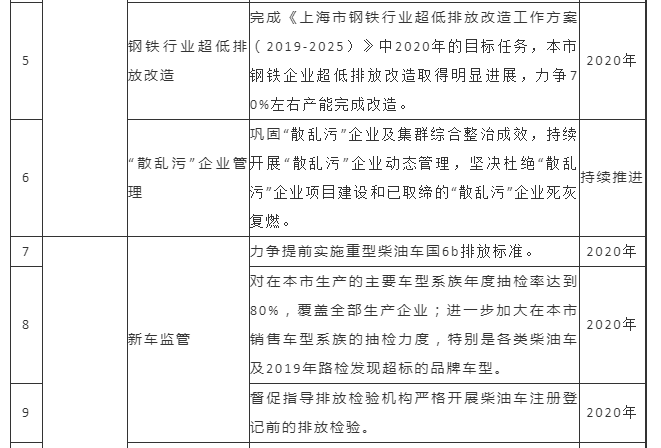 5
钢铁行业超低排
放改造
完成《上海市钢铁行业超低排放改造工作方案
（2019-2025）》中2020年的目标任务，本市
钢铁企业超低排放改造取得明显进展，力争7
0%左右产能完成改造。
2020年
6
“散乱污”企业管
理
巩固“散乱污”企业及集群综合整治成效，持续
开展“散乱污”企业动态管理，坚决杜绝“散乱
污”企业项目建设和已取缔的“散乱污”企业死灰
复燃。
持续推进
7
力争提前实施重型柴油车国6b排放标准。
2020年
新车监管
8
对在本市生产的主要车型系族年度抽检率达到
80%，覆盖全部生产企业；进一步加大在本市
销售车型系族的抽检力度，特别是各类柴油车
及2019年路检发现超标的品牌车型。
2020年
9
督促指导排放检验机构严格开展柴油车注册登
记前的排放检验。
2020年